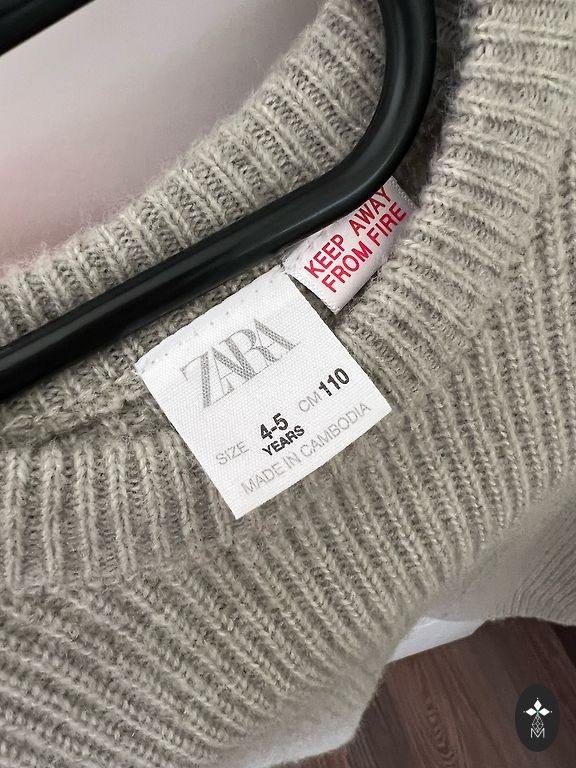 KEEP AWAY
FROM FIRE
ZARA
SIZE 4-5 YEARS CM 110
MADE IN CAMBODIA
M